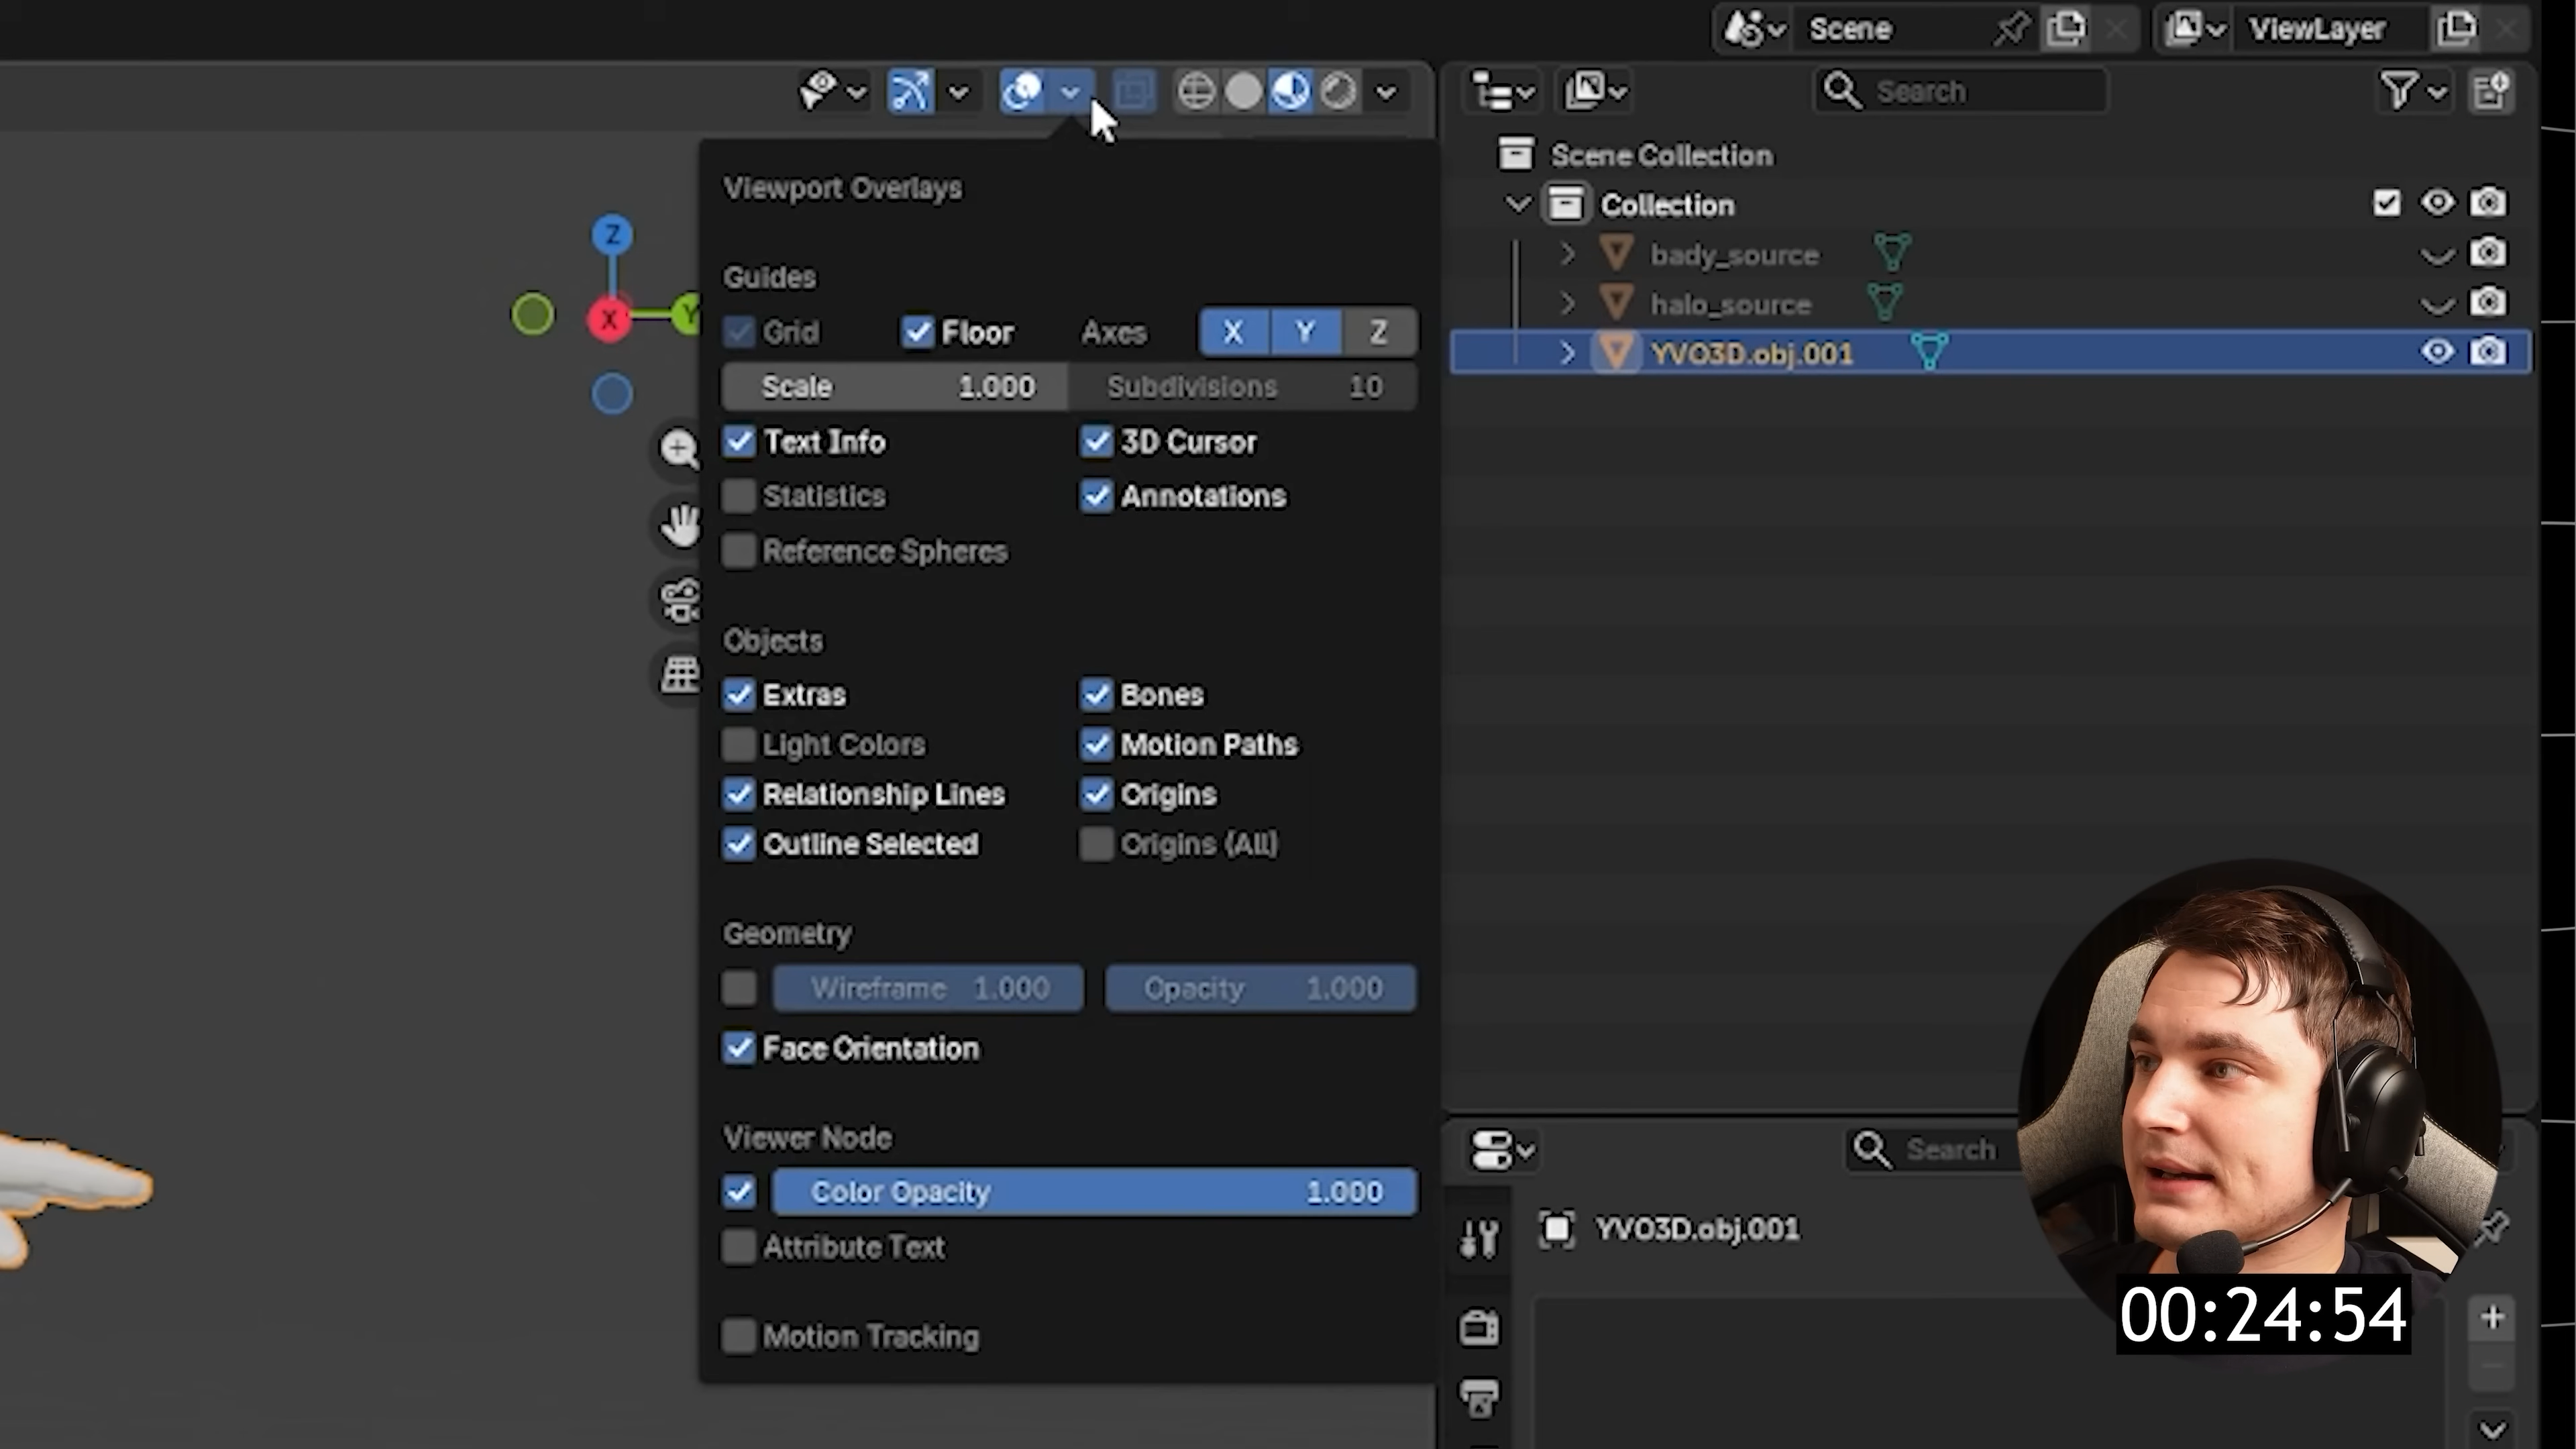 Scene
ViewLayer
Search
Scene Collection
Collection
bady_source
halo_source
YVO3D.obj.001
Viewport Overlays
Guides
Grid
Floor
Axes
X
Y
Z
Scale 1.000
Subdivisions 10
Text Info
3D Cursor
Statistics
Annotations
Reference Spheres
Objects
Extras
Bones
Light Colors
Motion Paths
Relationship Lines
Origins
Outline Selected
Origins (All)
Geometry
Wireframe 1.000
Opacity 1.000
Face Orientation
Viewer Node
Color Opacity 1.000
Attribute Text
Motion Tracking
Z
X
Y
Search
YVO3D.obj.001
00:24:54